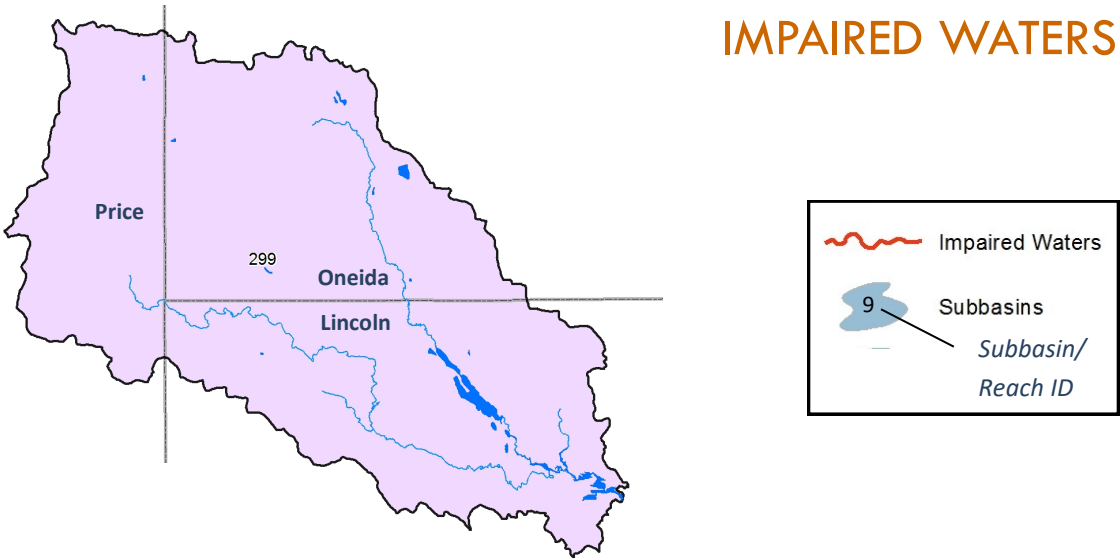 IMPAIRED WATERS
Price
299
Oneida
Lincoln
Impaired Waters
9
Subbasins
Subbasin/
Reach ID